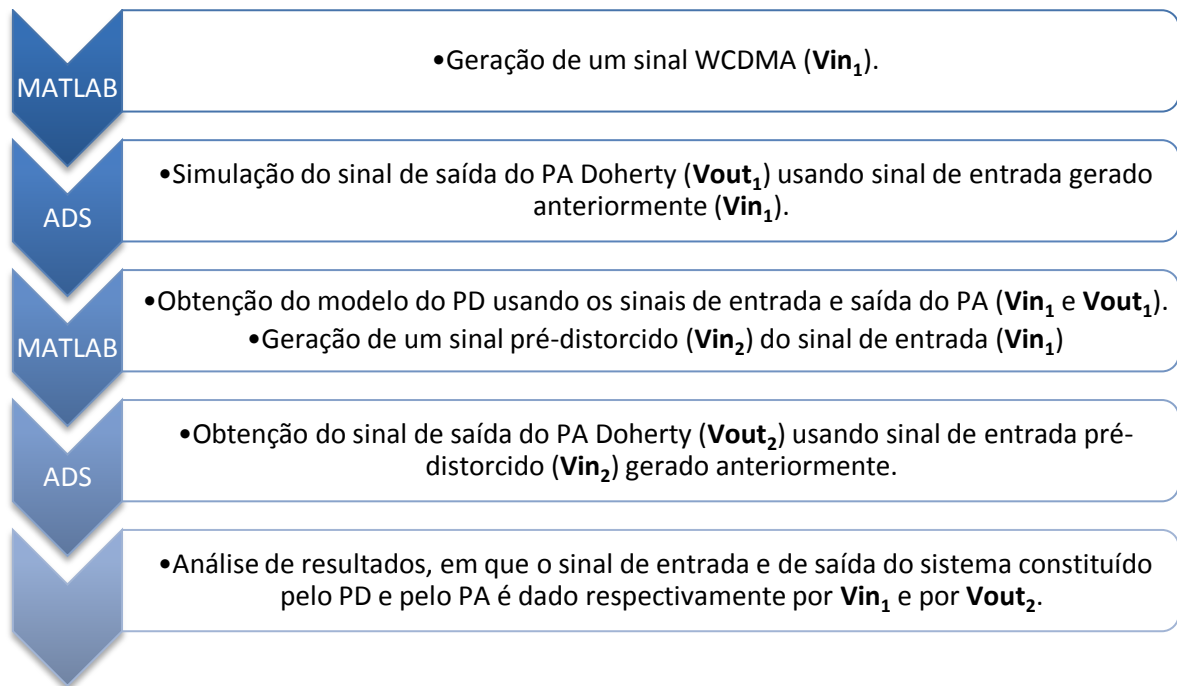 MATLAB
•Geração de um sinal WCDMA (Vin₁).
ADS
•Simulação do sinal de saída do PA Doherty (Vout₁) usando sinal de entrada gerado
anteriormente (Vin₁).
MATLAB
•Obtenção do modelo do PD usando os sinais de entrada e saída do PA (Vin₁ e Vout₁).
•Geração de um sinal pré-distorcido (Vin₂) do sinal de entrada (Vin₁)
ADS
•Obtenção do sinal de saída do PA Doherty (Vout₂) usando sinal de entrada pré-
distorcido (Vin₂) gerado anteriormente.
•Análise de resultados, em que o sinal de entrada e de saída do sistema constituído
pelo PD e pelo PA é dado respectivamente por Vin₁ e por Vout₂.